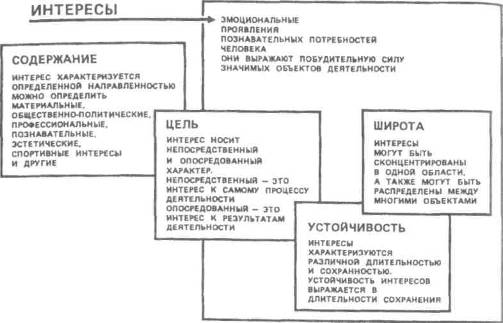 ИНТЕРЕСЫ
ЭМОЦИОНАЛЬНЫЕ
ПРОЯВЛЕНИЯ
ПОЗНАВАТЕЛЬНЫХ ПОТРЕБНОСТЕЙ
ЧЕЛОВЕКА
ОНИ ВЫРАЖАЮТ ПОБУДИТЕЛЬНУЮ СИЛУ
ЗНАЧИМЫХ ОБЪЕКТОВ ДЕЯТЕЛЬНОСТИ
СОДЕРЖАНИЕ
ИНТЕРЕС ХАРАКТЕРИЗУЕТСЯ
ОПРЕДЕЛЕННОЙ НАПРАВЛЕННОСТЬЮ
МОЖНО ОПРЕДЕЛИТЬ
МАТЕРИАЛЬНЫЕ,
ОБЩЕСТВЕННО-ПОЛИТИЧЕСКИЕ,
ПРОФЕССИОНАЛЬНЫЕ,
ПОЗНАВАТЕЛЬНЫЕ,
ЭСТЕТИЧЕСКИЕ,
СПОРТИВНЫЕ ИНТЕРЕСЫ
И ДРУГИЕ
ЦЕЛЬ
ИНТЕРЕС НОСИТ
НЕПОСРЕДСТВЕННЫЙ
И ОПОСРЕДОВАННЫЙ
ХАРАКТЕР.
НЕПОСРЕДСТВЕННЫЙ — ЭТО
ИНТЕРЕС К САМОМУ ПРОЦЕССУ
ДЕЯТЕЛЬНОСТИ
ОПОСРЕДОВАННЫЙ — ЭТО
ИНТЕРЕС К РЕЗУЛЬТАТАМ
ДЕЯТЕЛЬНОСТИ
ШИРОТА
ИНТЕРЕСЫ
МОГУТ БЫТЬ
СКОНЦЕНТРИРОВАНЫ
В ОДНОЙ ОБЛАСТИ,
А ТАКЖЕ МОГУТ БЫТЬ
РАСПРЕДЕЛЕНЫ МЕЖДУ
МНОГИМИ ОБЪЕКТАМИ
УСТОЙЧИВОСТЬ
ИНТЕРЕСЫ
ХАРАКТЕРИЗУЮТСЯ
РАЗЛИЧНОЙ ДЛИТЕЛЬНОСТЬЮ
И СОХРАННОСТЬЮ.
УСТОЙЧИВОСТЬ ИНТЕРЕСОВ
ВЫРАЖАЕТСЯ В
ДЛИТЕЛЬНОСТИ СОХРАНЕНИЯ